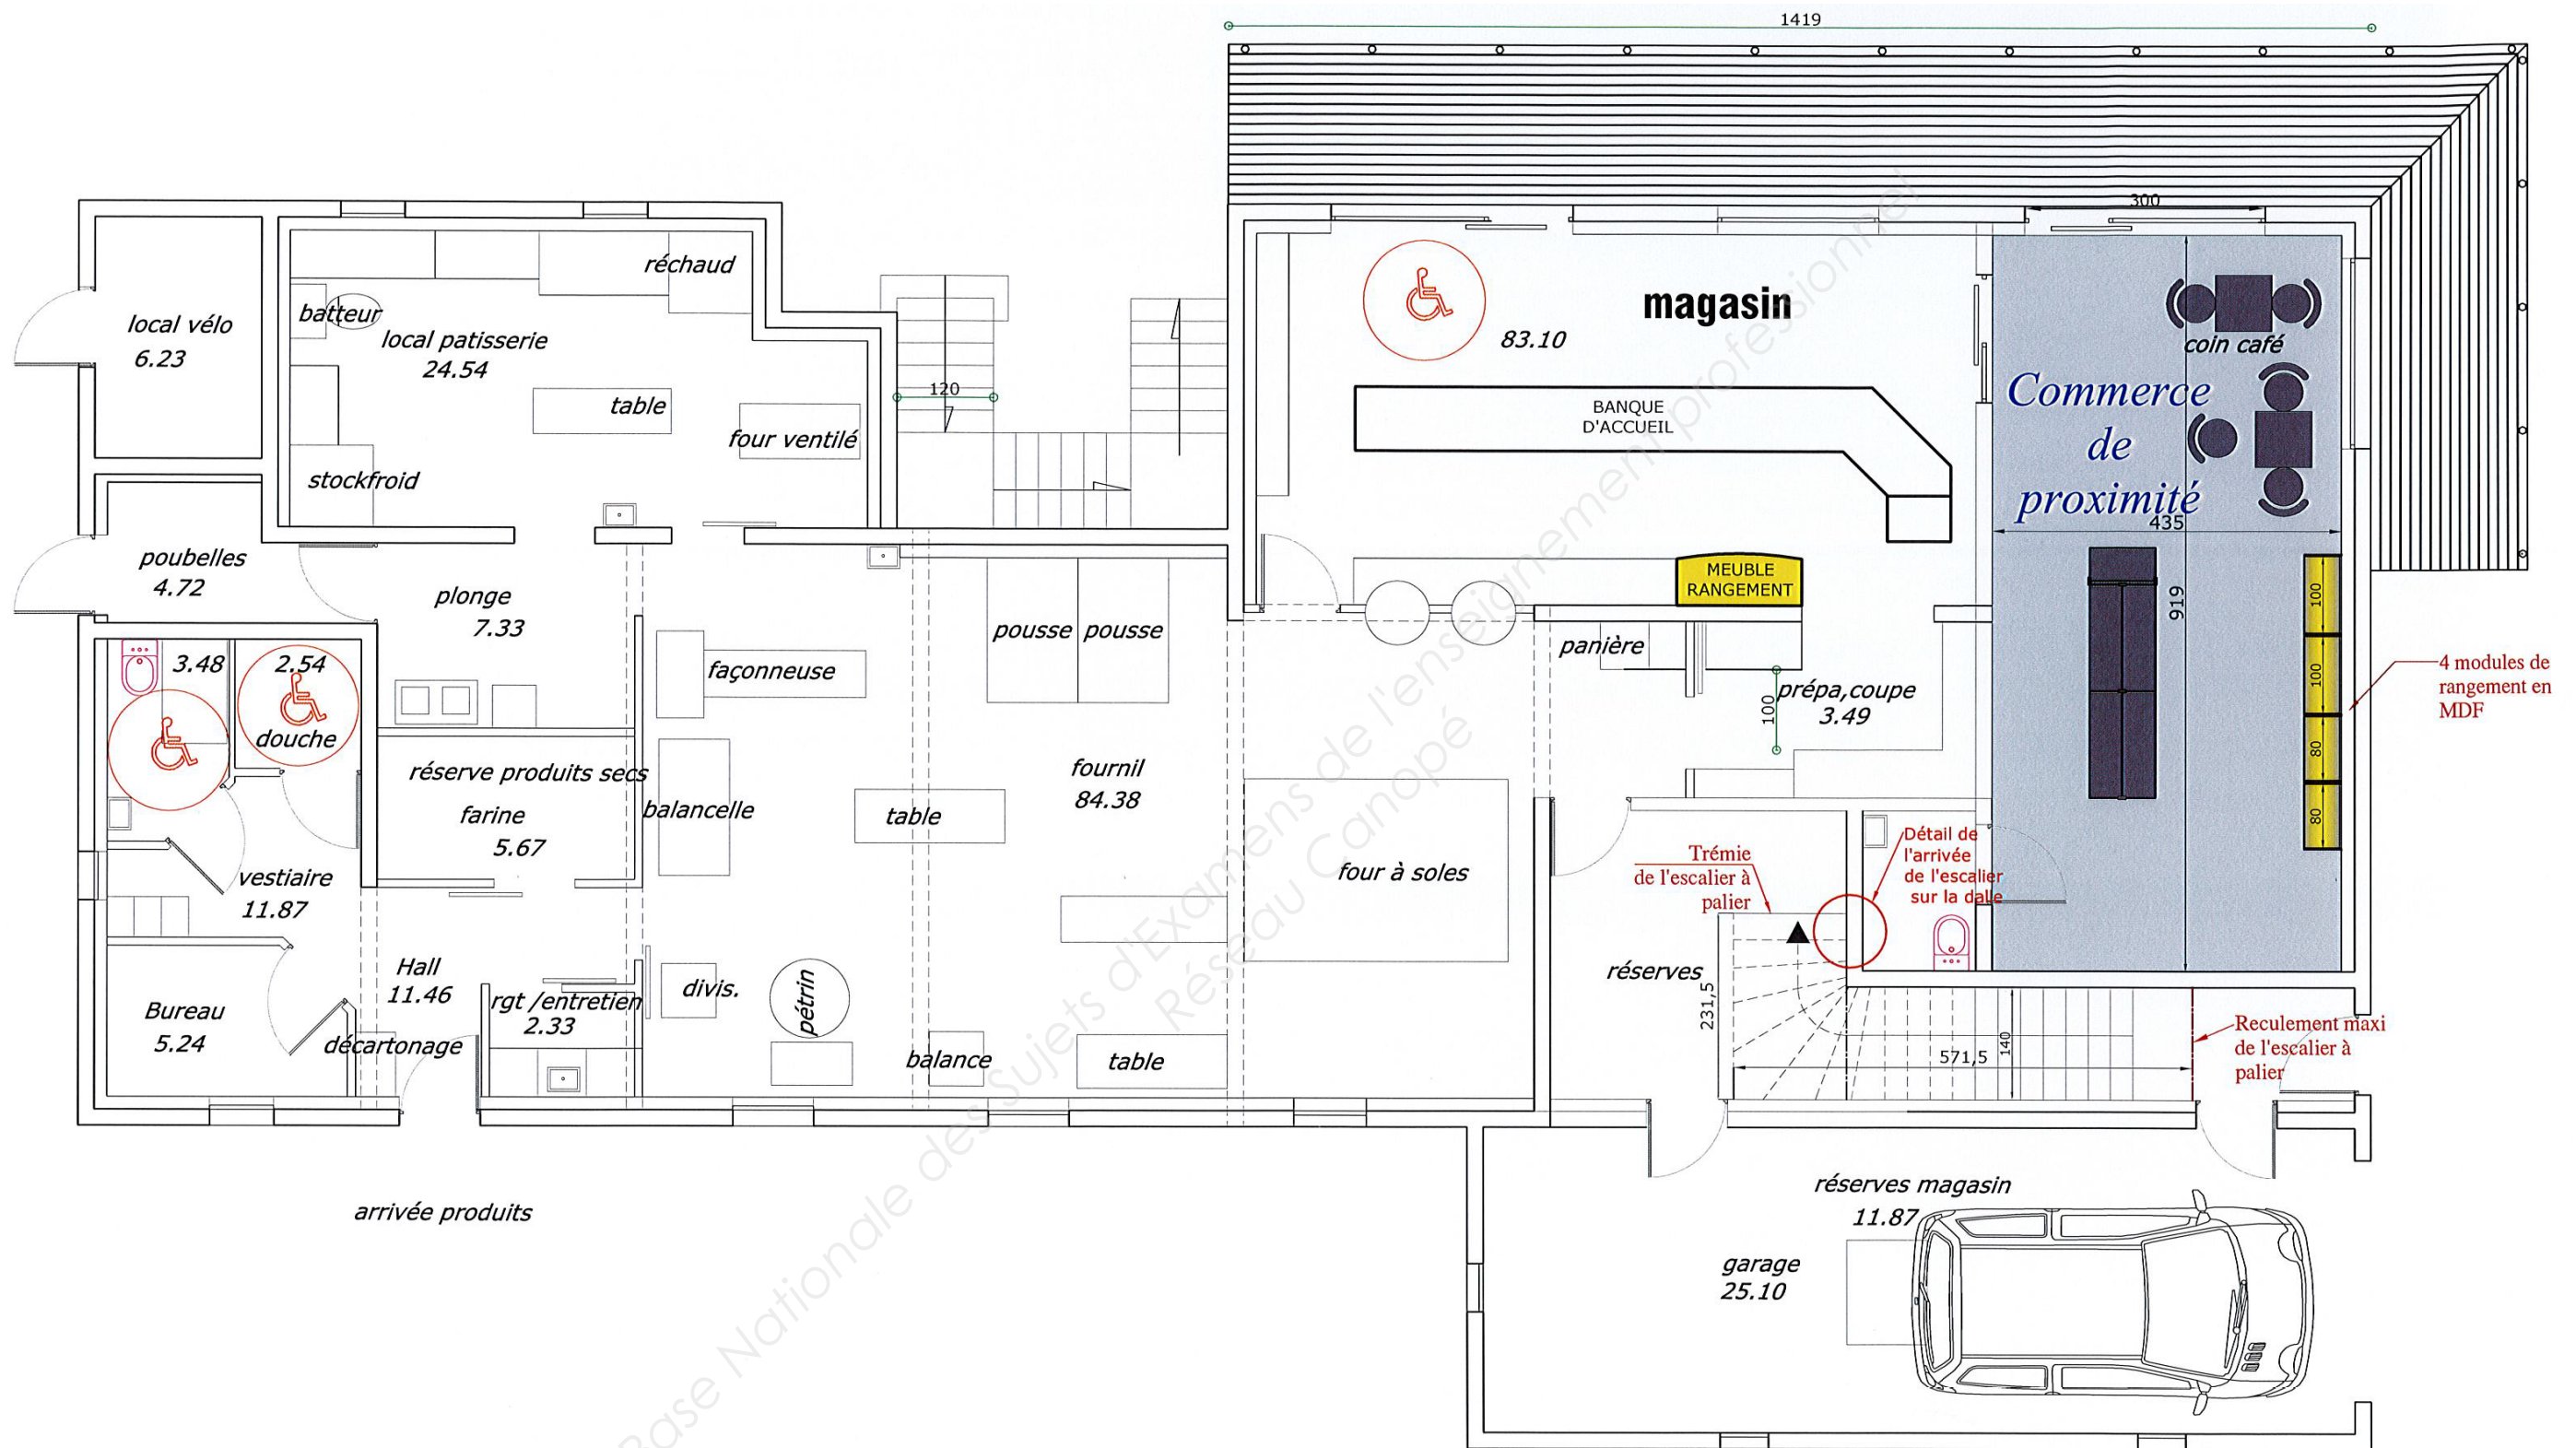 1419
300
réchaud
batteur
local vélo
6.23
local patisserie
24.54
table
four ventilé
stockfroid
120
magasin
83.10
BANQUE
D'ACCUEIL
coin café
Commerce
de
proximité
435
919
poubelles
4.72
plonge
7.33
pousse
pousse
MEUBLE
RANGEMENT
panière
façonneuse
3.48
2.54
douche
prépa,coupe
3.49
100
100
100
80
80
4 modules de
rangement en
MDF
réserve produits secs
farine
5.67
balancelle
table
fournil
84.38
four à soles
Trémie
de l'escalier à
palier
Détail de
l'arrivée
de l'escalier
sur la dalle
vestiaire
11.87
Hall
11.46
rgt /entretien
2.33
divis.
pétrin
réserves
231,5
Bureau
5.24
décartonage
balance
table
571,5
140
Reculement maxi
de l'escalier à
palier
arrivée produits
réserves magasin
11.87
garage
25.10
Base Nationale des Sujets d'Examens de l'enseignement professionnel
Réseau Canopé